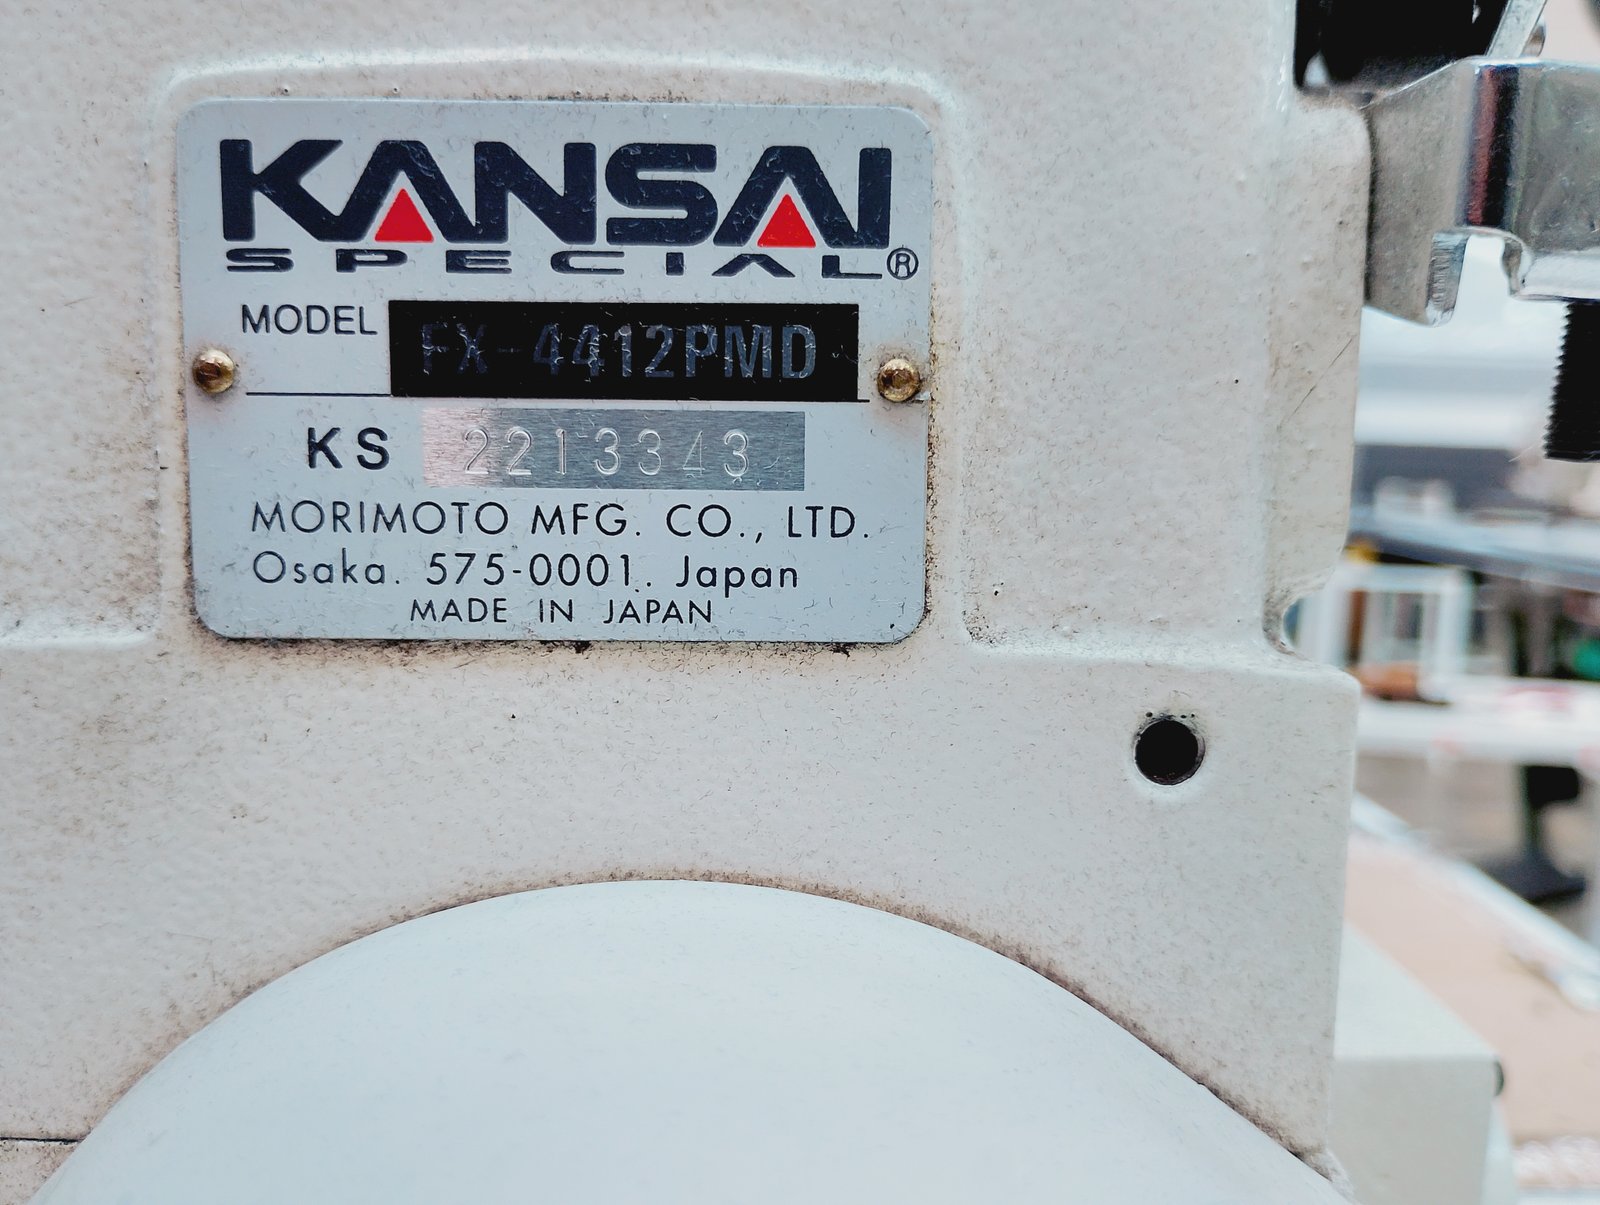 KANSAI
SPECIAL®
MODEL FX-4412PMD
KS 2213343
MORIMOTO MFG. CO., LTD.
Osaka. 575-0001. Japan
MADE IN JAPAN